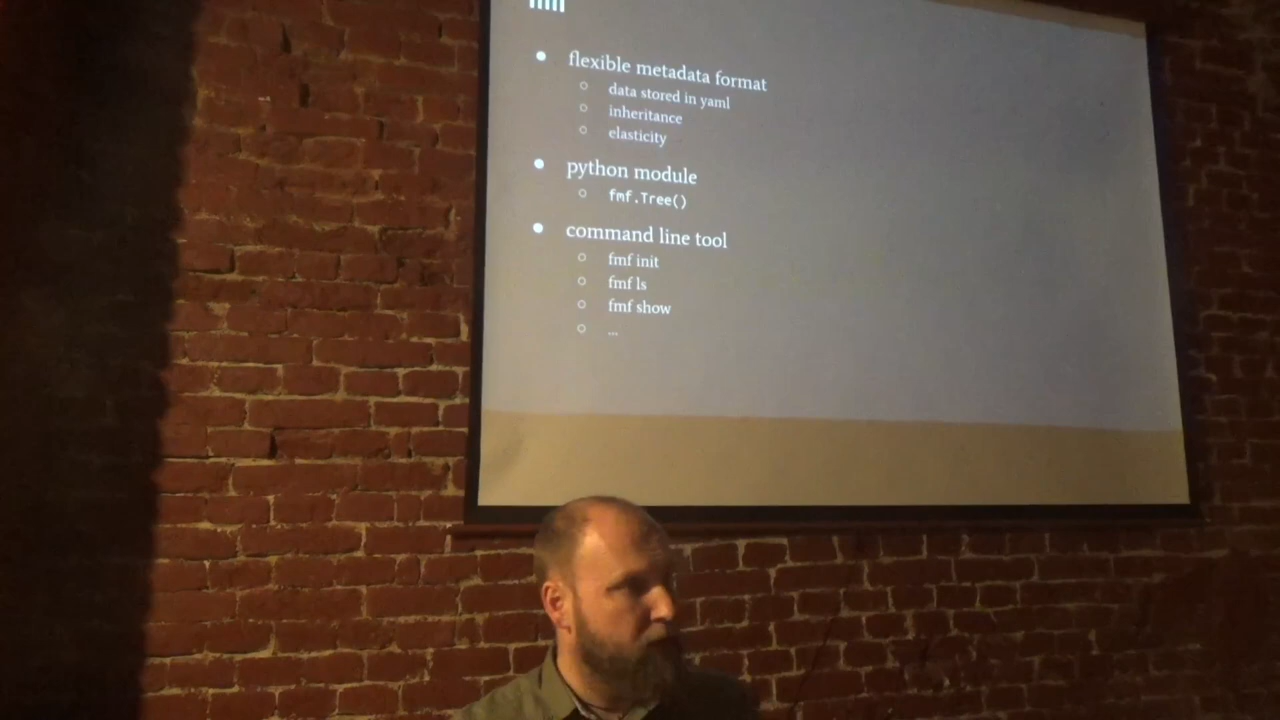 flexible metadata format
data stored in yaml
inheritance
elasticity
python module
fmf.Tree()
command line tool
fmf init
fmf ls
fmf show
...